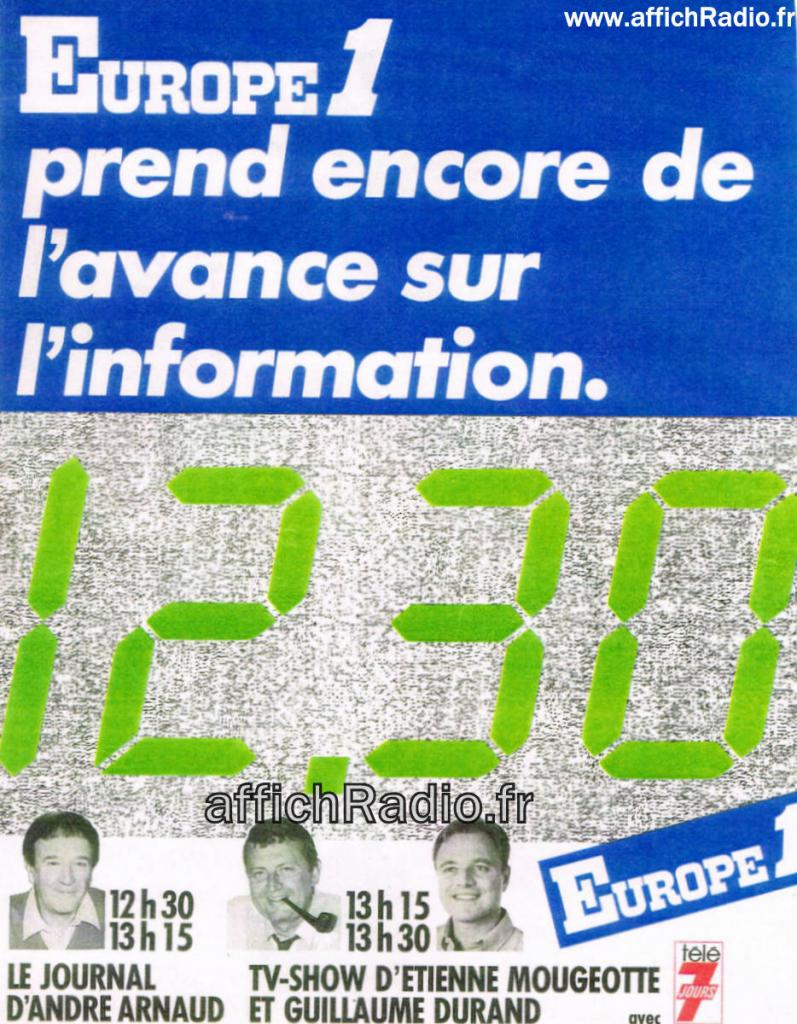 www.affichRadio.fr
EUROPE 1
prend encore de
l'avance sur
l'information.
12.30
affichRadio.fr
12 h 30
13 h 15
LE JOURNAL
D'ANDRE ARNAUD
13 h 15
13 h 30
TV-SHOW D'ETIENNE MOUGEOTTE
ET GUILLAUME DURAND
avec
télé
7
JOURS
EUROPE 1